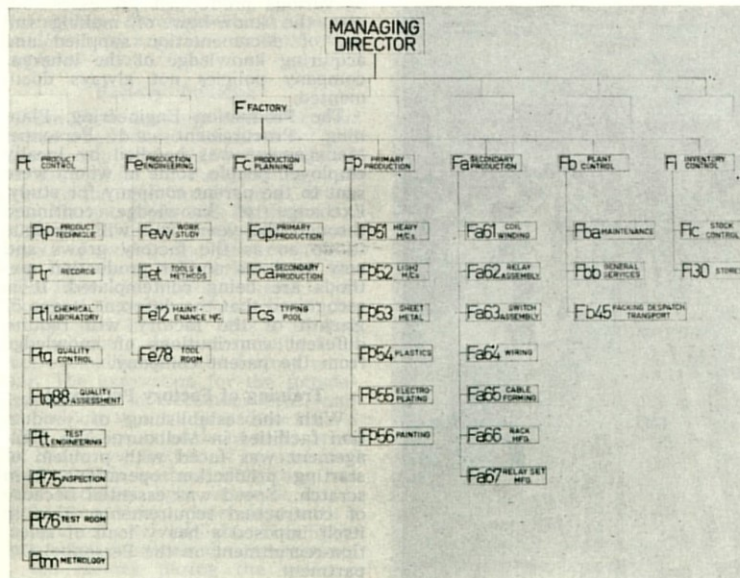 MANAGING
DIRECTOR
F FACTORY
Ft PRODUCT
CONTROL
Fe PRODUCTION
ENGINEERING
Fc PRODUCTION
PLANNING
Fp PRIMARY
PRODUCTION
Fa SECONDARY
PRODUCTION
Fb PLANT
CONTROL
Fi INVENTORY
CONTROL
Ftp PRODUCT
TECHNIQUE
Ftr RECORDS
Ftl CHEMICAL
LABORATORY
Ftq QUALITY
CONTROL
Ftq88 QUALITY
ASSESSMENT
Ftt TEST
ENGINEERING
Ft75 INSPECTION
Ft76 TEST ROOM
Ftm METROLOGY
Few WORK
STUDY
Fet TOOLS &
METHODS
Fe12 MAINT-
ENANCE M/C
Fe78 TOOL
ROOM
Fcp PRIMARY
PRODUCTION
Fca SECONDARY
PRODUCTION
Fcs TYPING
POOL
Fp51 HEAVY
M/Cs
Fp52 LIGHT
M/Cs
Fp53 SHEET
METAL
Fp54 PLASTICS
Fp55 ELECTRO-
PLATING
Fp56 PAINTING
Fa61 COIL
WINDING
Fa62 RELAY
ASSEMBLY
Fa63 SWITCH
ASSEMBLY
Fa64 WIRING
Fa65 CABLE
FORMING
Fa66 RACK
MFG.
Fa67 RELAY SET
MFG.
Fba MAINTENANCE
Fbb GENERAL
SERVICES
Fb45 PACKING DESPATCH
TRANSPORT
Fic STOCK
CONTROL
Fi30 STORES